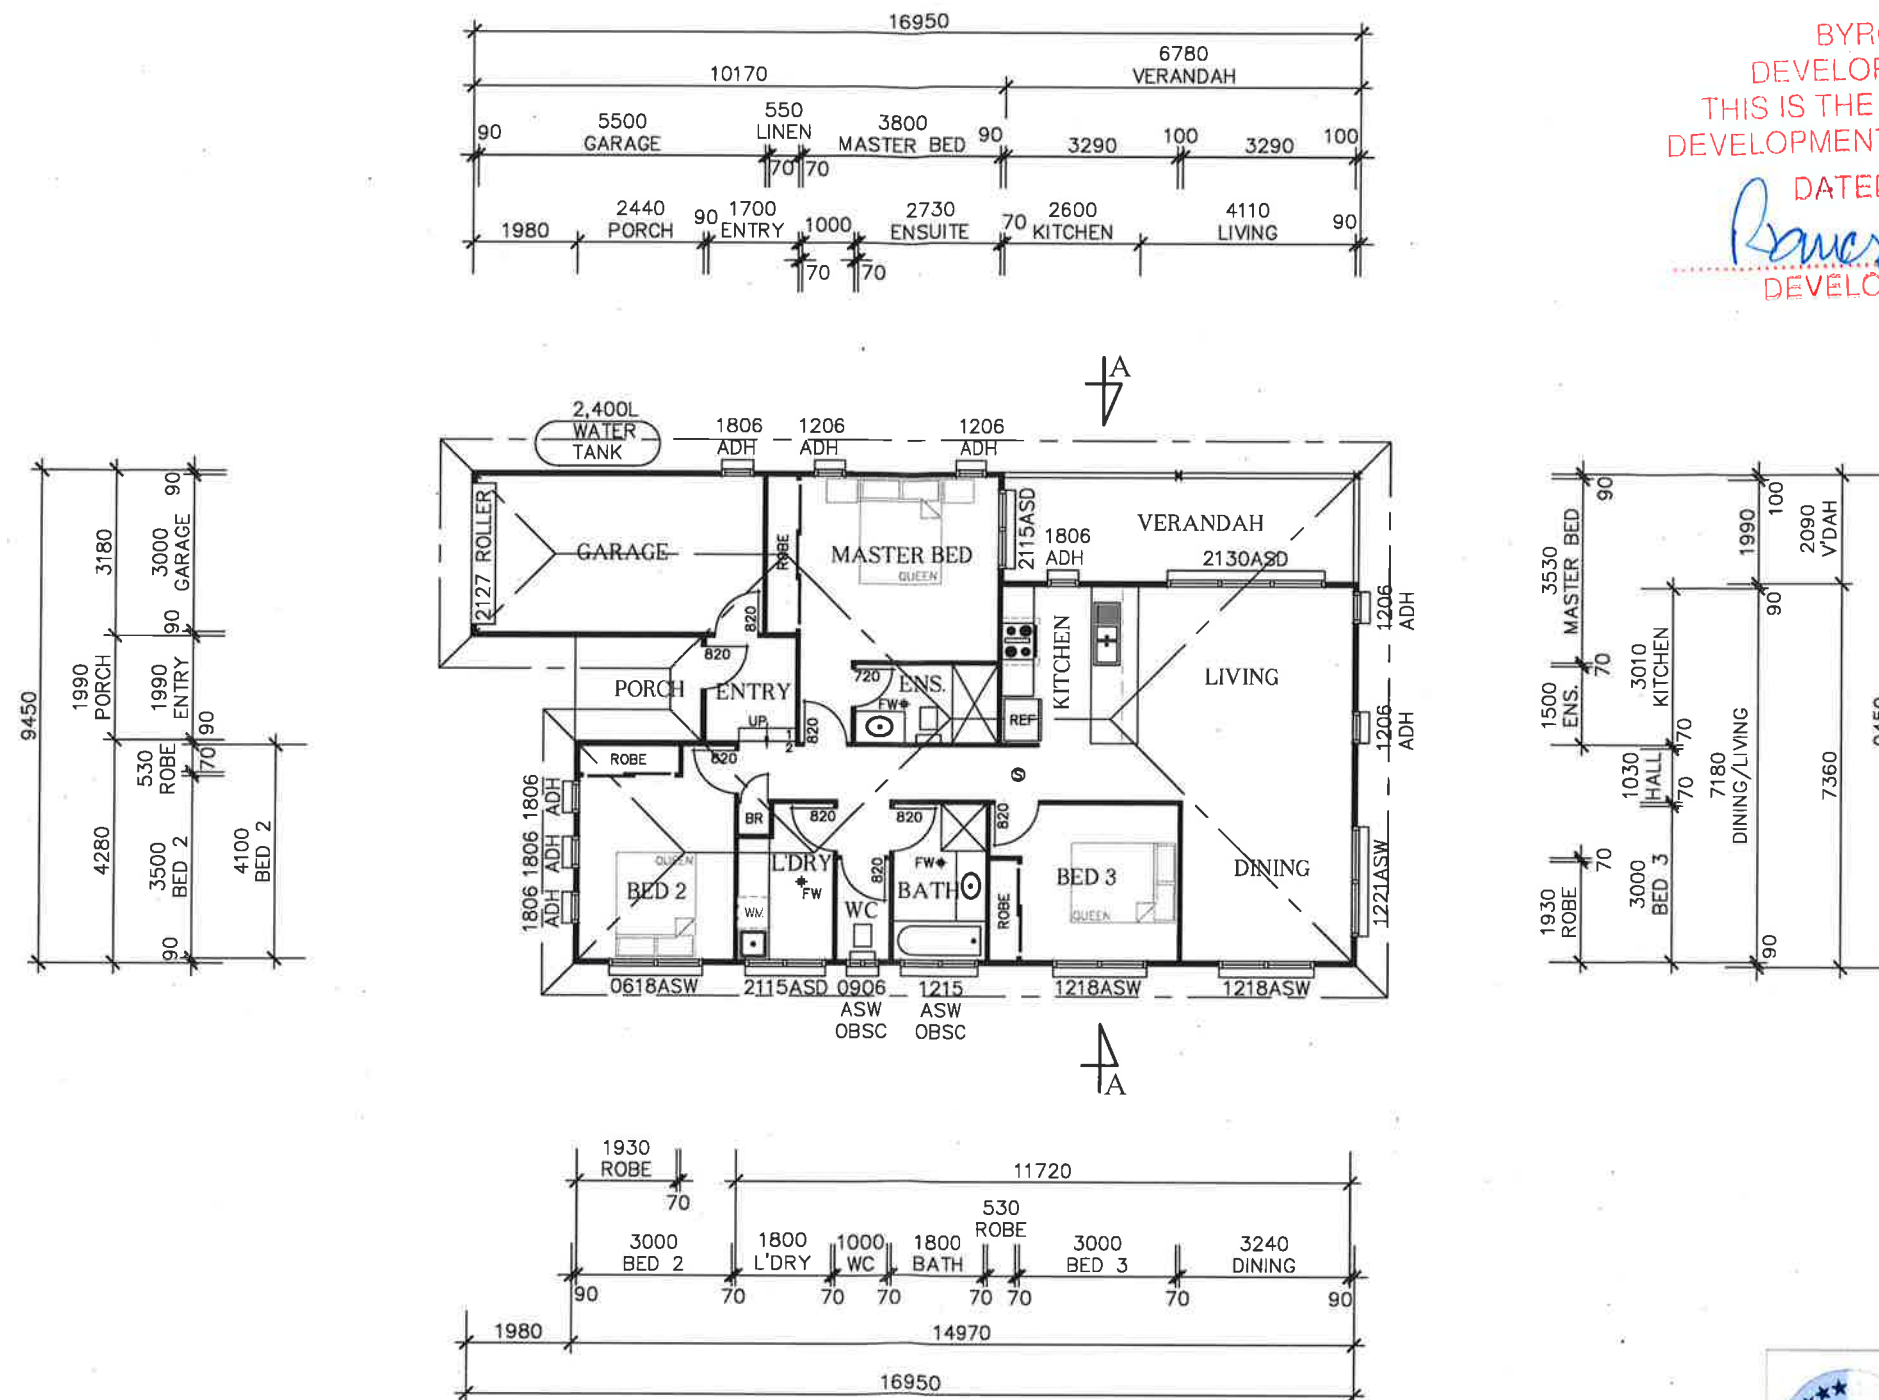 16950
10170
6780
VERANDAH
90
5500
GARAGE
550
LINEN
70
70
3800
MASTER BED
90
3290
100
3290
100
1980
2440
PORCH
90
1700
ENTRY
1000
70
70
2730
ENSUITE
70
2600
KITCHEN
4110
LIVING
90
DEVELO
THIS IS THE
DEVELOPMENT
DATED
DEVELO
A
2,400L
WATER
TANK
1806
ADH
1206
ADH
1206
ADH
2127 ROLLER
GARAGE
ROBE
MASTER BED
QUEEN
2115ASD
1806
ADH
VERANDAH
2130ASD
1206
ADH
820
820
PORCH
ENTRY
UP
1
2
820
720
ENS.
FW
KITCHEN
REF
LIVING
1206
ADH
ROBE
820
BR
820
820
820
820
S
1806
ADH
1806
ADH
1806
ADH
QUEEN
BED 2
L'DRY
FW
WM
WC
FW
BATH
ROBE
BED 3
QUEEN
DINING
1221ASW
0618ASW
2115ASD
0906
ASW
OBSC
1215
ASW
OBSC
1218ASW
1218ASW
A
9450
3180
1990
PORCH
4280
90
3000
GARAGE
90
1990
ENTRY
90
530
ROBE
70
3500
BED 2
90
4100
BED 2
90
3530
MASTER BED
70
1500
ENS.
70
1930
ROBE
3010
KITCHEN
70
1030
HALL
70
3000
BED 3
100
1990
90
7180
DINING/LIVING
90
2090
V'DAH
7360
9450
1930
ROBE
70
11720
90
3000
BED 2
70
1800
L'DRY
70
1000
WC
70
1800
BATH
70
530
ROBE
70
3000
BED 3
70
3240
DINING
90
1980
14970
16950